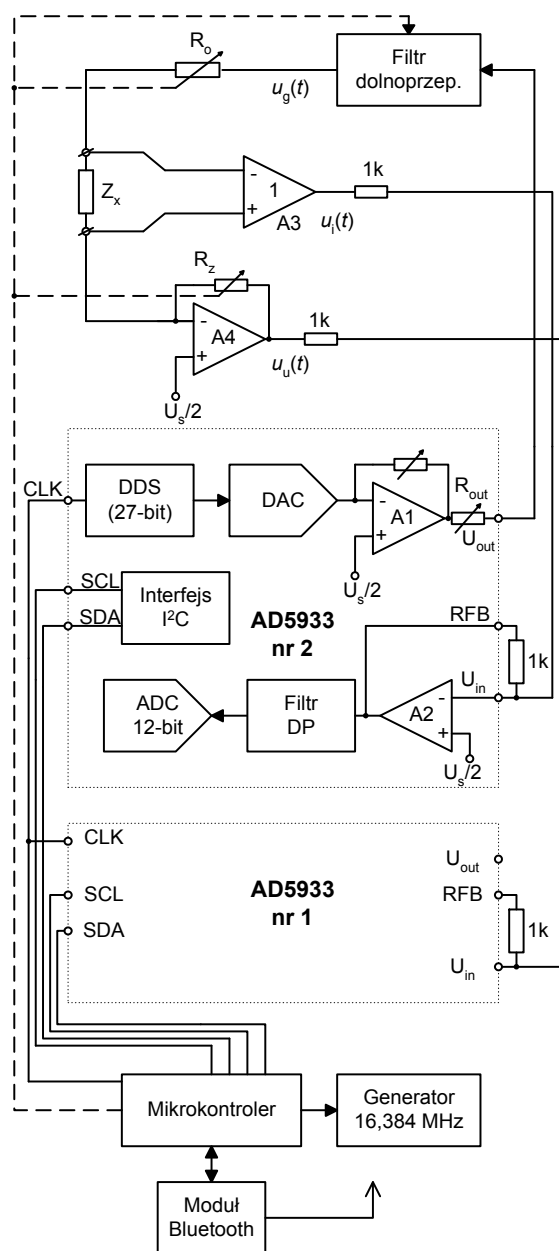 R_o
Filtr
dolnoprzep.
u_g(t)
Z_x
-
1
+
A3
1k
u_i(t)
R_z
-
A4
+
1k
u_u(t)
U_s/2
CLK
DDS
(27-bit)
DAC
-
A1
+
R_out
U_out
U_s/2
SCL
SDA
Interfejs
I²C
AD5933
nr 2
RFB
1k
U_in
ADC
12-bit
Filtr
DP
-
A2
+
U_s/2
CLK
U_out
SCL
AD5933
nr 1
RFB
SDA
1k
U_in
Mikrokontroler
Generator
16,384 MHz
Moduł
Bluetooth